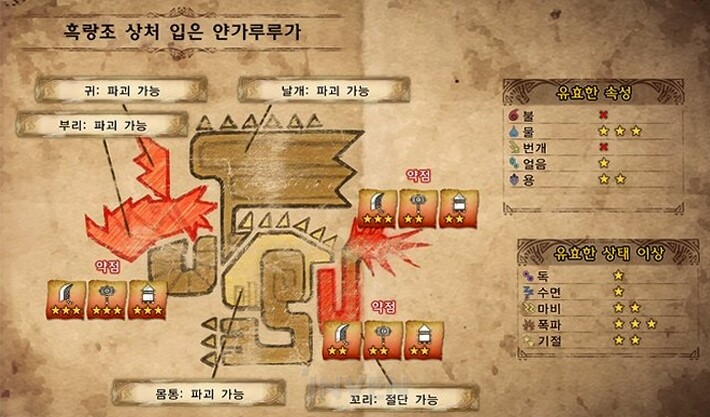 흑랑조 상처 입은 얀가루루가
귀: 파괴 가능
날개: 파괴 가능
부리: 파괴 가능
유효한 속성
불
물
번개
얼음
용
약점
약점
약점
유효한 상태 이상
독
수면
마비
폭파
기절
몸통: 파괴 가능
꼬리: 절단 가능